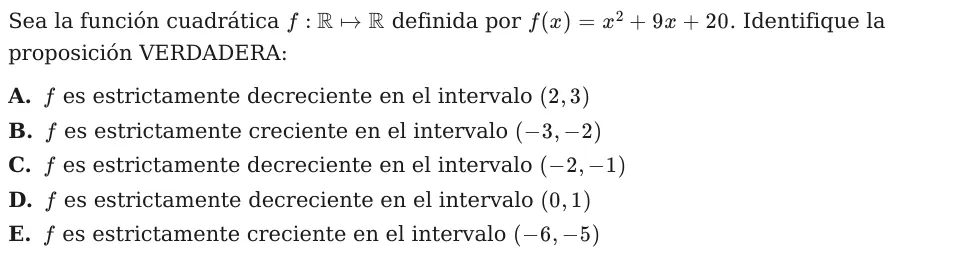 Sea la función cuadrática f : ℝ ↦ ℝ definida por f(x) = x² + 9x + 20. Identifique la
proposición VERDADERA:
A. f es estrictamente decreciente en el intervalo (2, 3)
B. f es estrictamente creciente en el intervalo (−3, −2)
C. f es estrictamente decreciente en el intervalo (−2, −1)
D. f es estrictamente decreciente en el intervalo (0, 1)
E. f es estrictamente creciente en el intervalo (−6, −5)